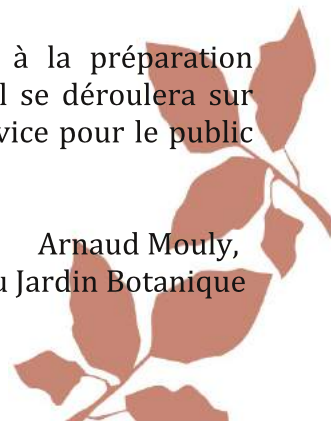 à la préparation
l se déroulera sur
vice pour le public
Arnaud Mouly,
u Jardin Botanique